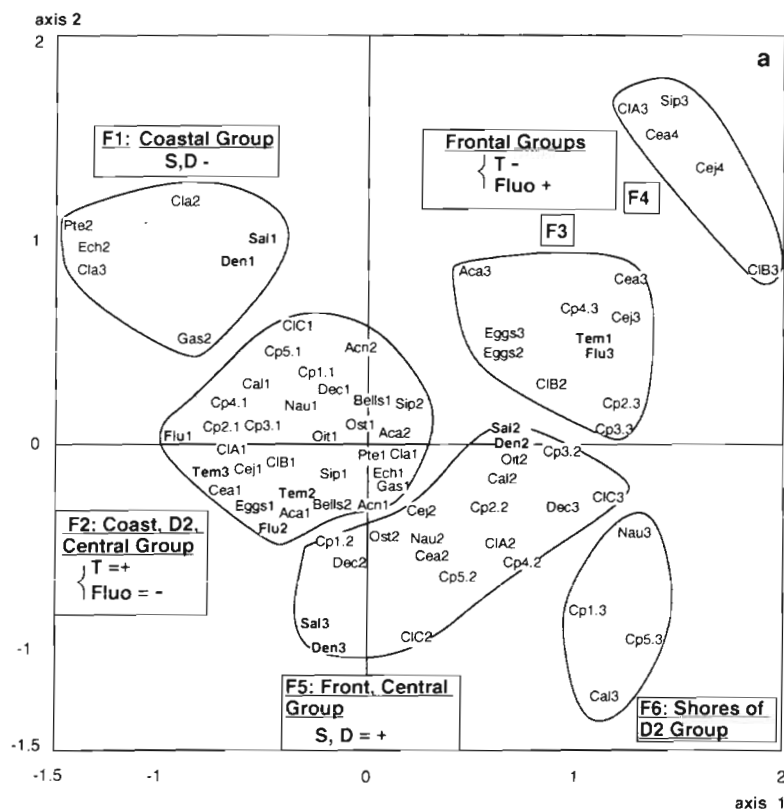 axis 2
2
a
ClA3 Sip3
F1: Coastal Group
S,D -
Frontal Groups
T -
Fluo +
Cea4
Cej4
Cla2
F4
Pte2
1
Sal1
F3
Ech2
Den1
Cla3
Aca3
ClB3
Cea3
Cp4.3
Cej3
Gas2
ClC1
Eggs3
Tem1
Cp5.1
Acn2
Eggs2
Flu3
Cp1.1
Cal1
Dec1
ClB2
Cp4.1
Nau1
Bells1
Sip2
Cp2.3
Cp2.1
Cp3.1
Ost1
Sal2
Cp3.3
0
Flu1
Oit1
Aca2
Den2
ClA1
Pte1
Cla1
Ort2
Cp3.2
Tem3
Cej1
ClB1
Sip1
Ech1
Cal2
Cea1
Tem2
Gas1
ClC3
Eggs1
Aca1
Bells2
Acn1
Cej2
Cp2.2
Dec3
F2: Coast, D2,
Central Group
T =+
Fluo = -
Flu2
Cp1.2
Ost2
Nau2
ClA2
Nau3
Dec2
Cea2
Cp4.2
Cp5.2
Cp1.3
Sal3
ClC2
Cp5.3
-1
Den3
F5: Front, Central
Group
S, D = +
Cal3
F6: Shores of
D2 Group
-1.5
-1.5
-1
0
1
2
axis 1